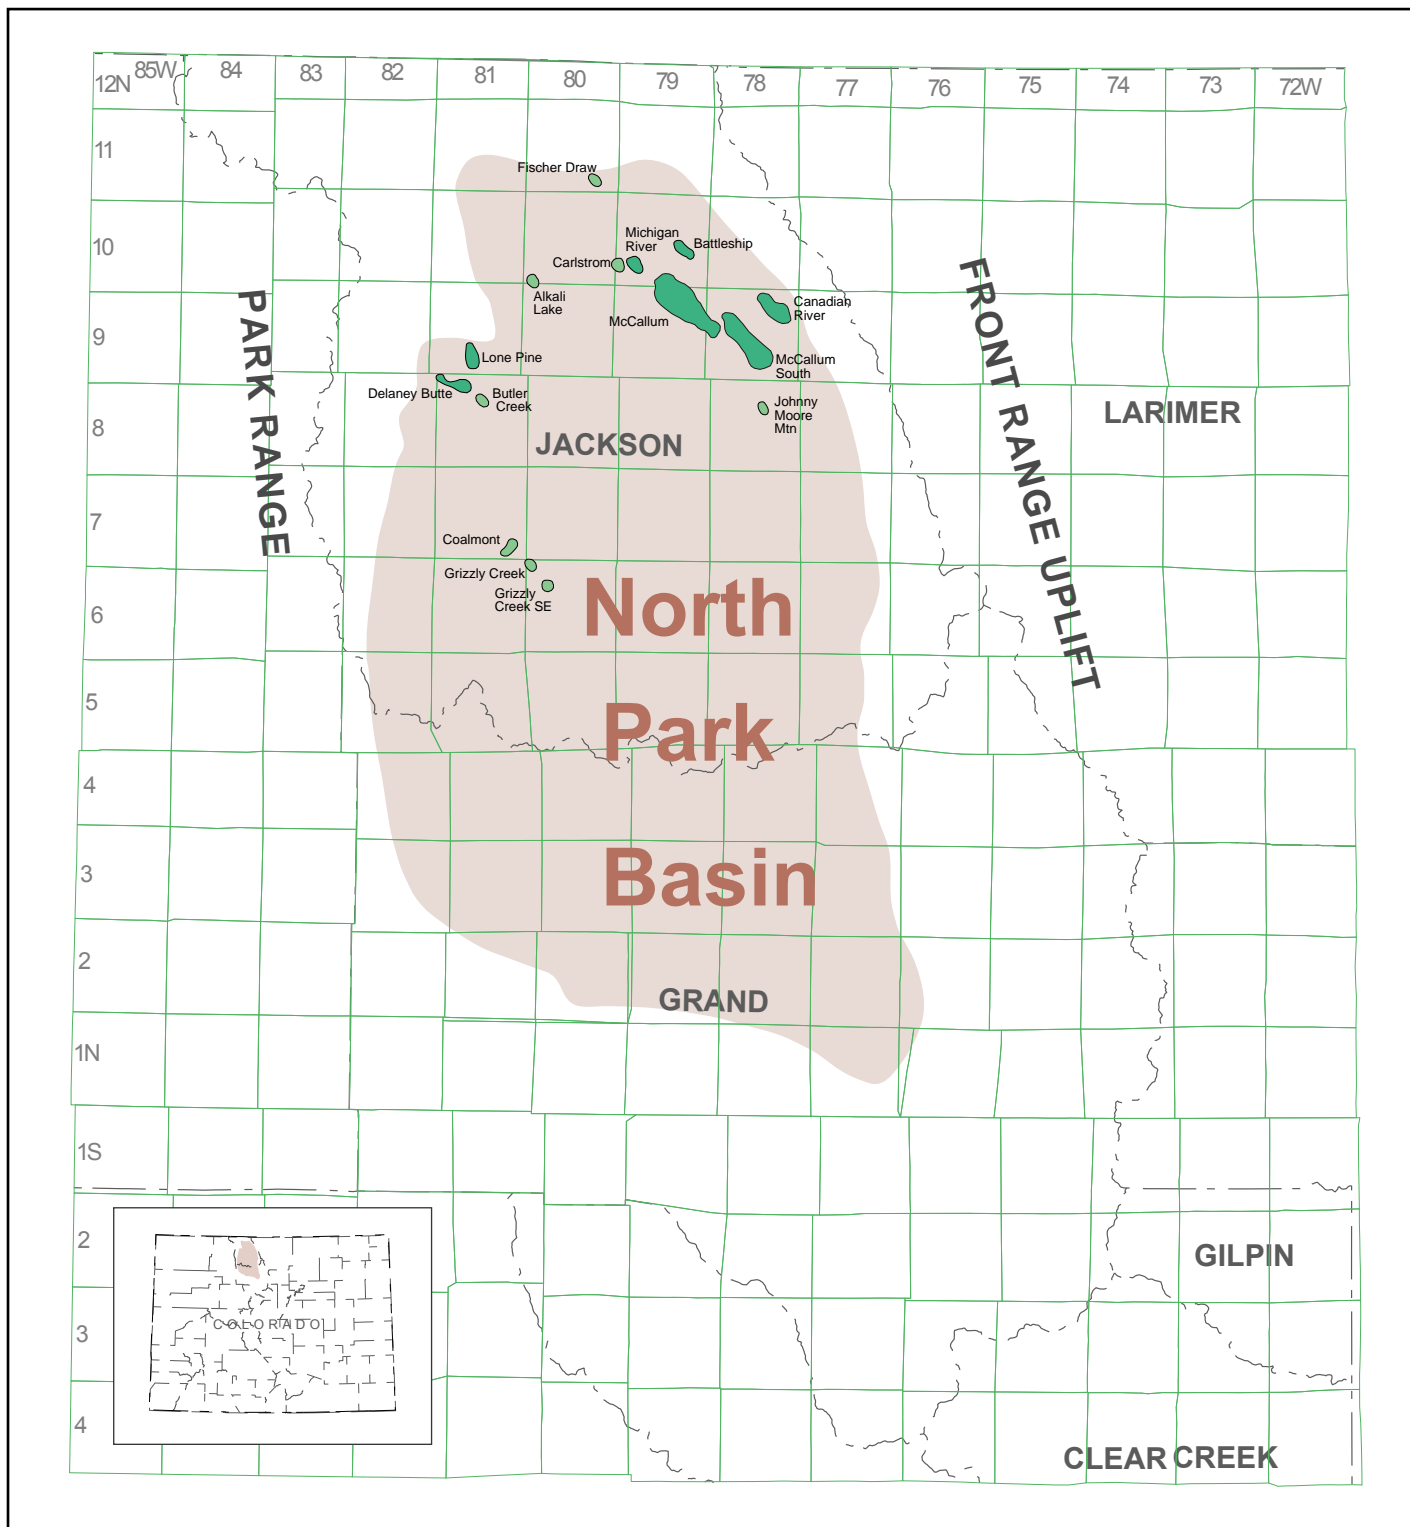 12N
85W
84
83
82
81
80
79
78
77
76
75
74
73
72W
11
Fischer Draw
10
Michigan
River
Battleship
Carlstrom
Alkali
Lake
McCallum
Canadian
River
9
Lone Pine
McCallum
South
Delaney Butte
Butler
Creek
Johnny
Moore
Mtn
8
PARK RANGE
FRONT RANGE UPLIFT
JACKSON
LARIMER
7
Coalmont
Grizzly Creek
Grizzly
Creek SE
6
North
Park
Basin
5
4
3
2
GRAND
1N
1S
2
GILPIN
3
COLORADO
4
CLEAR CREEK